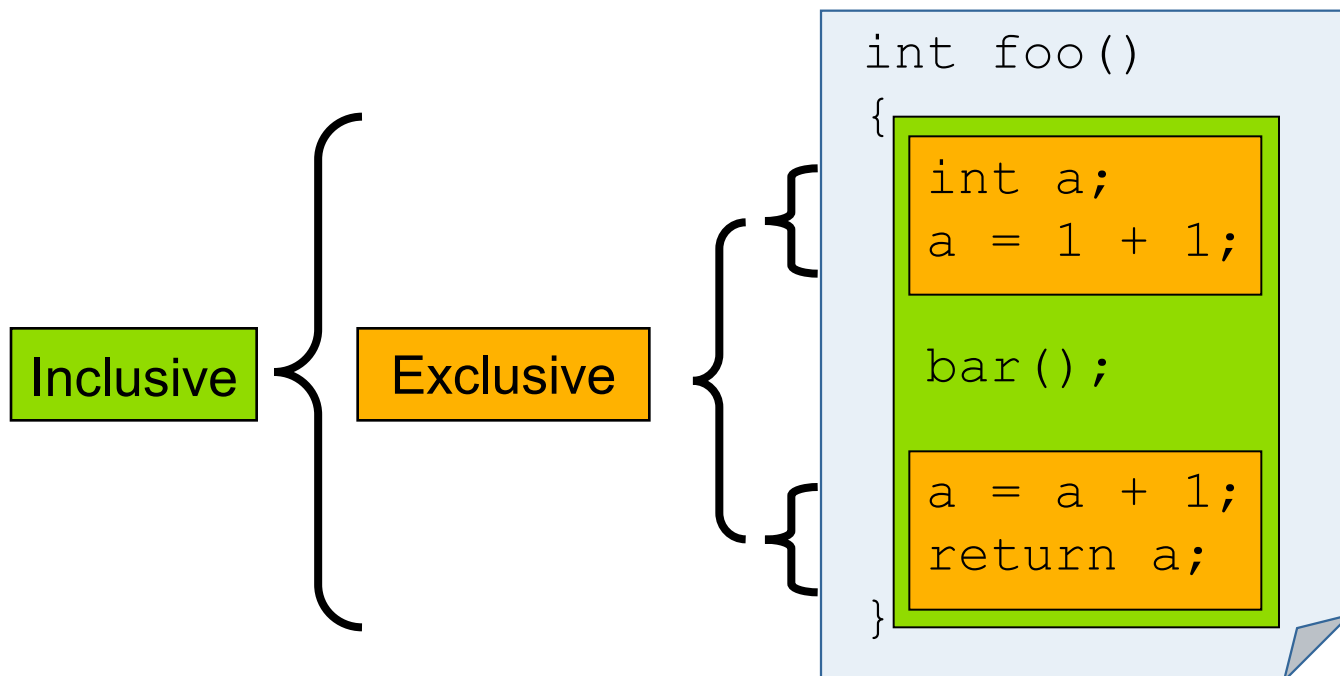 int foo()
{
int a;
a = 1 + 1;
Inclusive
Exclusive
bar();
a = a + 1;
return a;
}